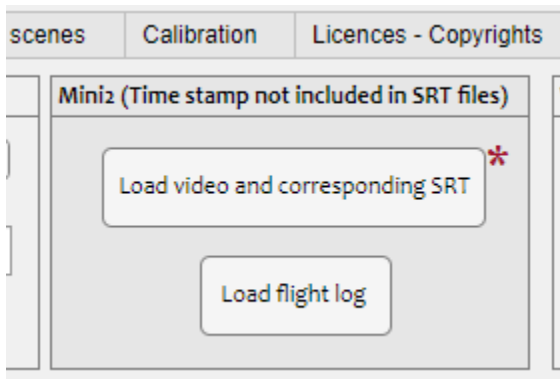 scenes Calibration Licences - Copyrights
Mini2 (Time stamp not included in SRT files)
Load video and corresponding SRT *
Load flight log